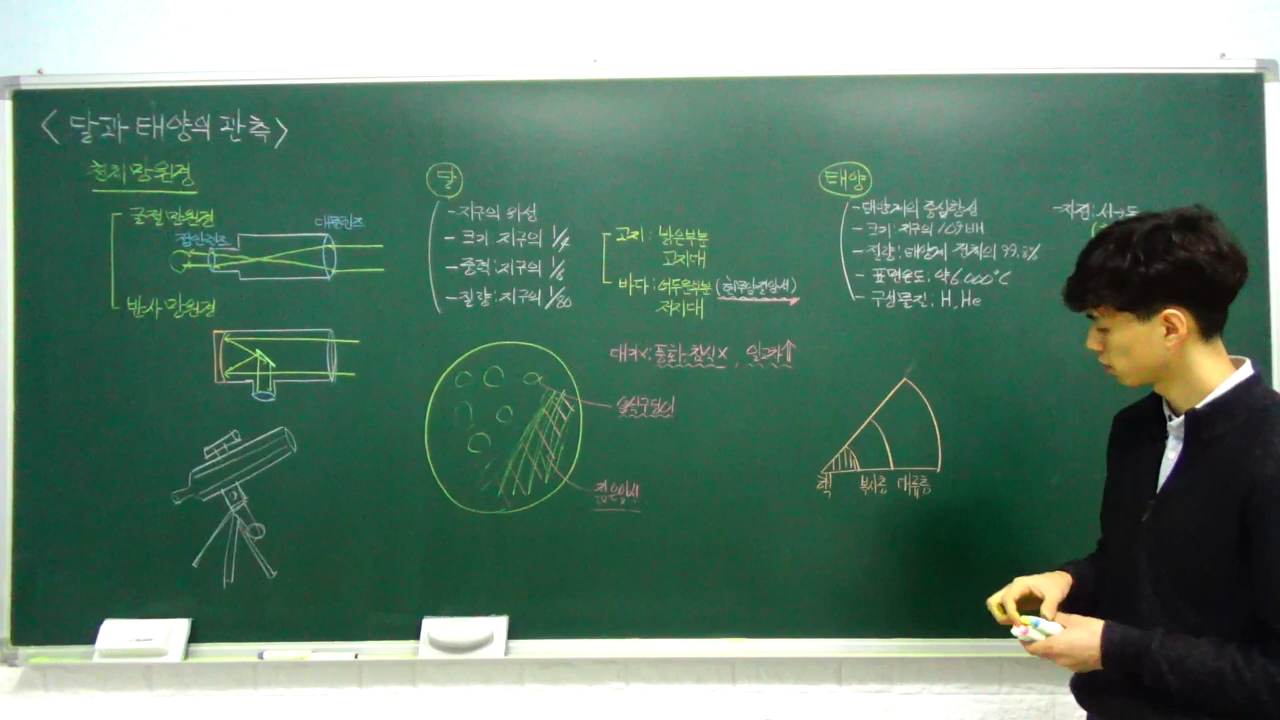 < 달과 태양의 관측 >
천체 망원경
굴절 망원경
접안렌즈
대물렌즈
반사 망원경
달
- 지구의 위성
- 크기 : 지구의 1/4
- 중력 : 지구의 1/6
- 질량 : 지구의 1/80
고지 : 밝은부분
고지대
바다 : 어두운부분 (현무암질암석)
저지대
대기x : 풍화·침식x , 일교차↑
운석구덩이
태양
- 태양계의 중심항성
- 크기 : 지구의 109배
- 질량 : 태양계 전체의 99.8%
- 표면온도 : 약 6000°C
- 구성물질 : H, He
- 자전 :
핵
복사층
대류층